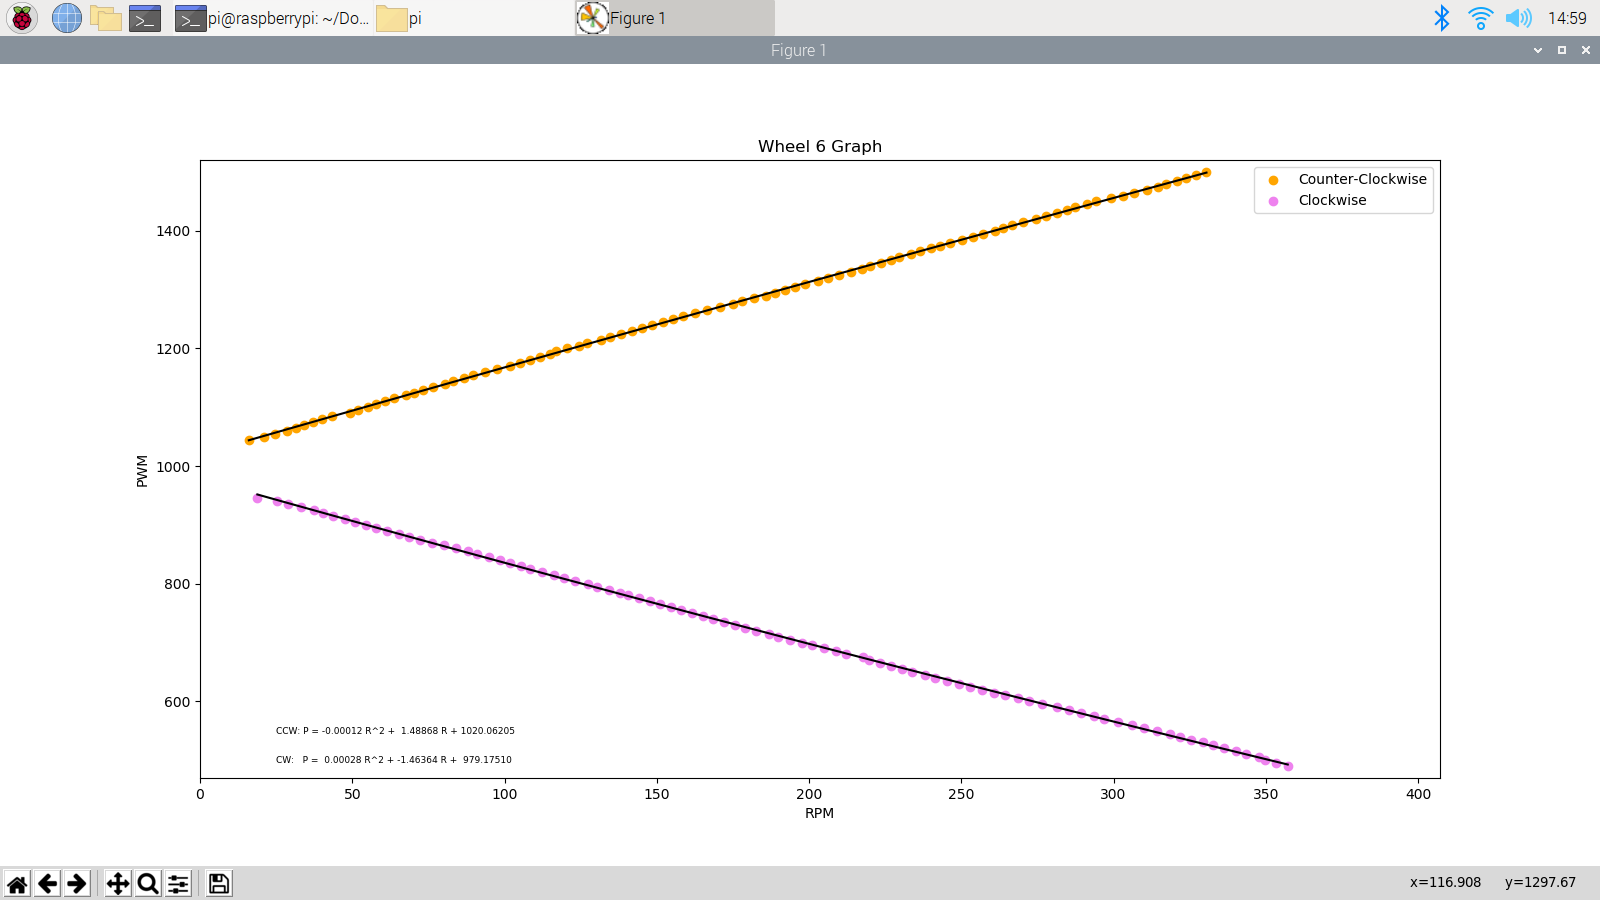 pi@raspberrypi: ~/Do... pi Figure 1 14:59
Figure 1
Wheel 6 Graph
Counter-Clockwise
Clockwise
PWM
1400
1200
1000
800
600
CCW: P = -0.00012 R^2 + 1.48868 R + 1020.06205
CW: P = 0.00028 R^2 + -1.46364 R + 979.17510
0 50 100 150 200 250 300 350 400
RPM
x=116.908 y=1297.67